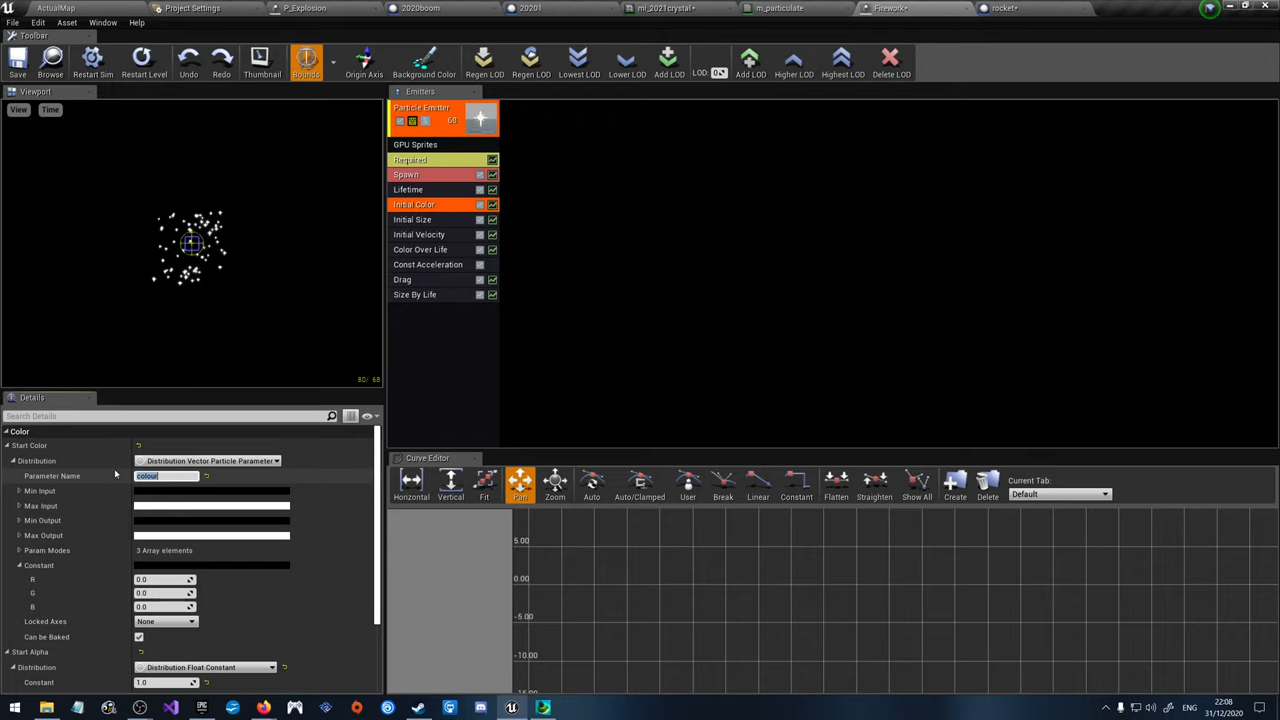 ActualMap
Project Settings
P_Explosion
2020boom
20201
mi_2021crystal*
m_particulate
Firework*
rocket*
File Edit Asset Window Help
Toolbar
Save Browse Restart Sim Restart Level Undo Redo Thumbnail Bounds Origin Axis Background Color Regen LOD Regen LOD Lowest LOD Lower LOD Add LOD LOD: 0 Add LOD Higher LOD Highest LOD Delete LOD
Viewport
View Time
80/ 68
Emitters
Particle Emitter
68
GPU Sprites
Required
Spawn
Lifetime
Initial Color
Initial Size
Initial Velocity
Color Over Life
Const Acceleration
Drag
Size By Life
Details
Search Details
Color
Start Color
Distribution Distribution Vector Particle Parameter
Parameter Name colour
Min Input
Max Input
Min Output
Max Output
Param Modes 3 Array elements
Constant
R 0.0
G 0.0
B 0.0
Locked Axes None
Can be Baked
Start Alpha
Distribution Distribution Float Constant
Constant 1.0
Curve Editor
Horizontal Vertical Fit Pan Zoom Auto Auto/Clamped User Break Linear Constant Flatten Straighten Show All Create Delete
Current Tab:
Default
5.00
0.00
-5.00
-10.00
-15.00
ENG
22:08
31/12/2020